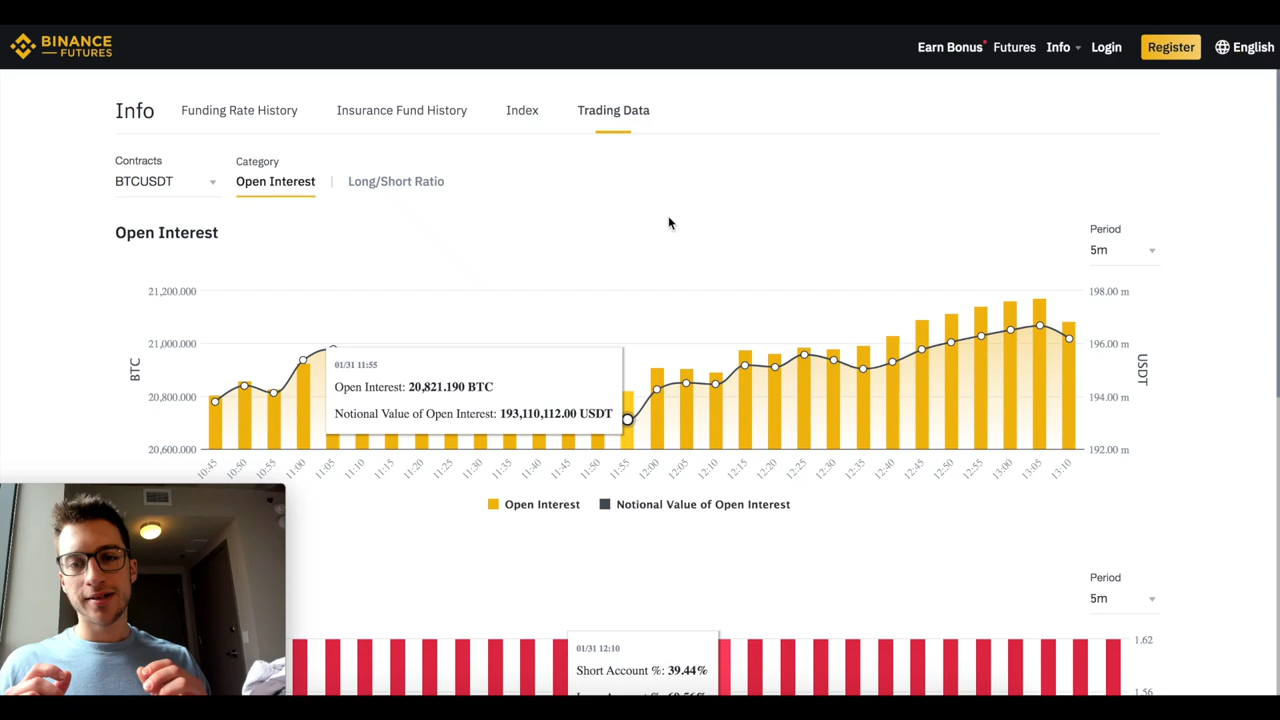 BINANCE
FUTURES
Earn Bonus Futures Info Login Register English
Info Funding Rate History Insurance Fund History Index Trading Data
Contracts Category
BTCUSDT Open Interest | Long/Short Ratio
Open Interest
Period
5m
21,200.000 198.00 m
21,000.000 196.00 m
20,800.000 194.00 m
20,600.000 192.00 m
BTC
USDT
01/31 11:55
Open Interest: 20,821.190 BTC
Notional Value of Open Interest: 193,110,112.00 USDT
10:45 10:50 10:55 11:00 11:05 11:10 11:15 11:20 11:25 11:30 11:35 11:40 11:45 11:50 11:55 12:00 12:05 12:10 12:15 12:20 12:25 12:30 12:35 12:40 12:45 12:50 12:55 13:00 13:05 13:10
Open Interest Notional Value of Open Interest
Period
5m
1.62
1.56
01/31 12:10
Short Account %: 39.44%